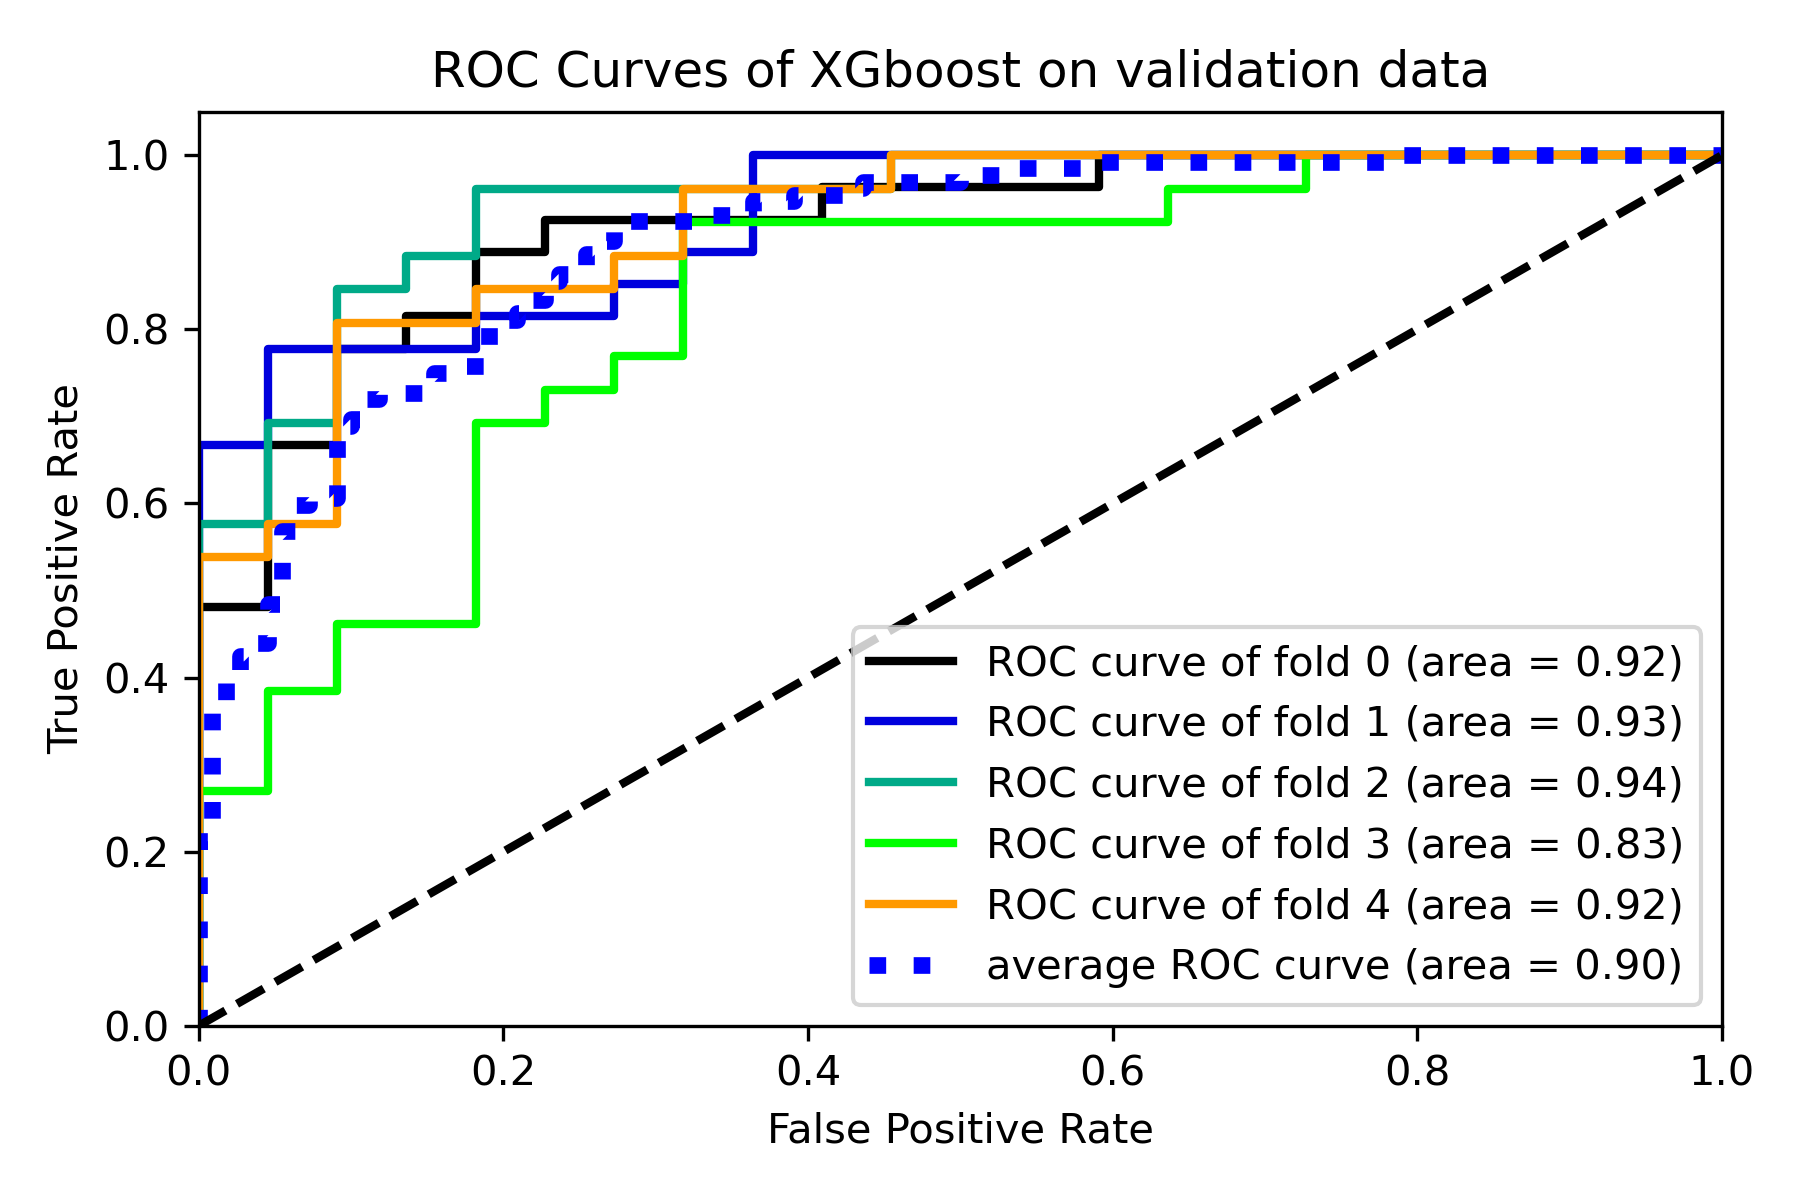 ROC Curves of XGboost on validation data
1.0
0.8
0.6
0.4
0.2
0.0
True Positive Rate
0.0 0.2 0.4 0.6 0.8 1.0
False Positive Rate
ROC curve of fold 0 (area = 0.92)
ROC curve of fold 1 (area = 0.93)
ROC curve of fold 2 (area = 0.94)
ROC curve of fold 3 (area = 0.83)
ROC curve of fold 4 (area = 0.92)
average ROC curve (area = 0.90)